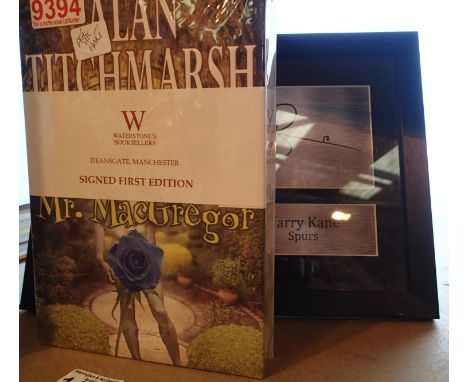 9394
ALAN
TITCHMARSH
W
WATERSTONE'S
BOOKSELLERS
DEANSGATE, MANCHESTER
SIGNED FIRST EDITION
Mr. MacGregor
arry Kane
Spurs